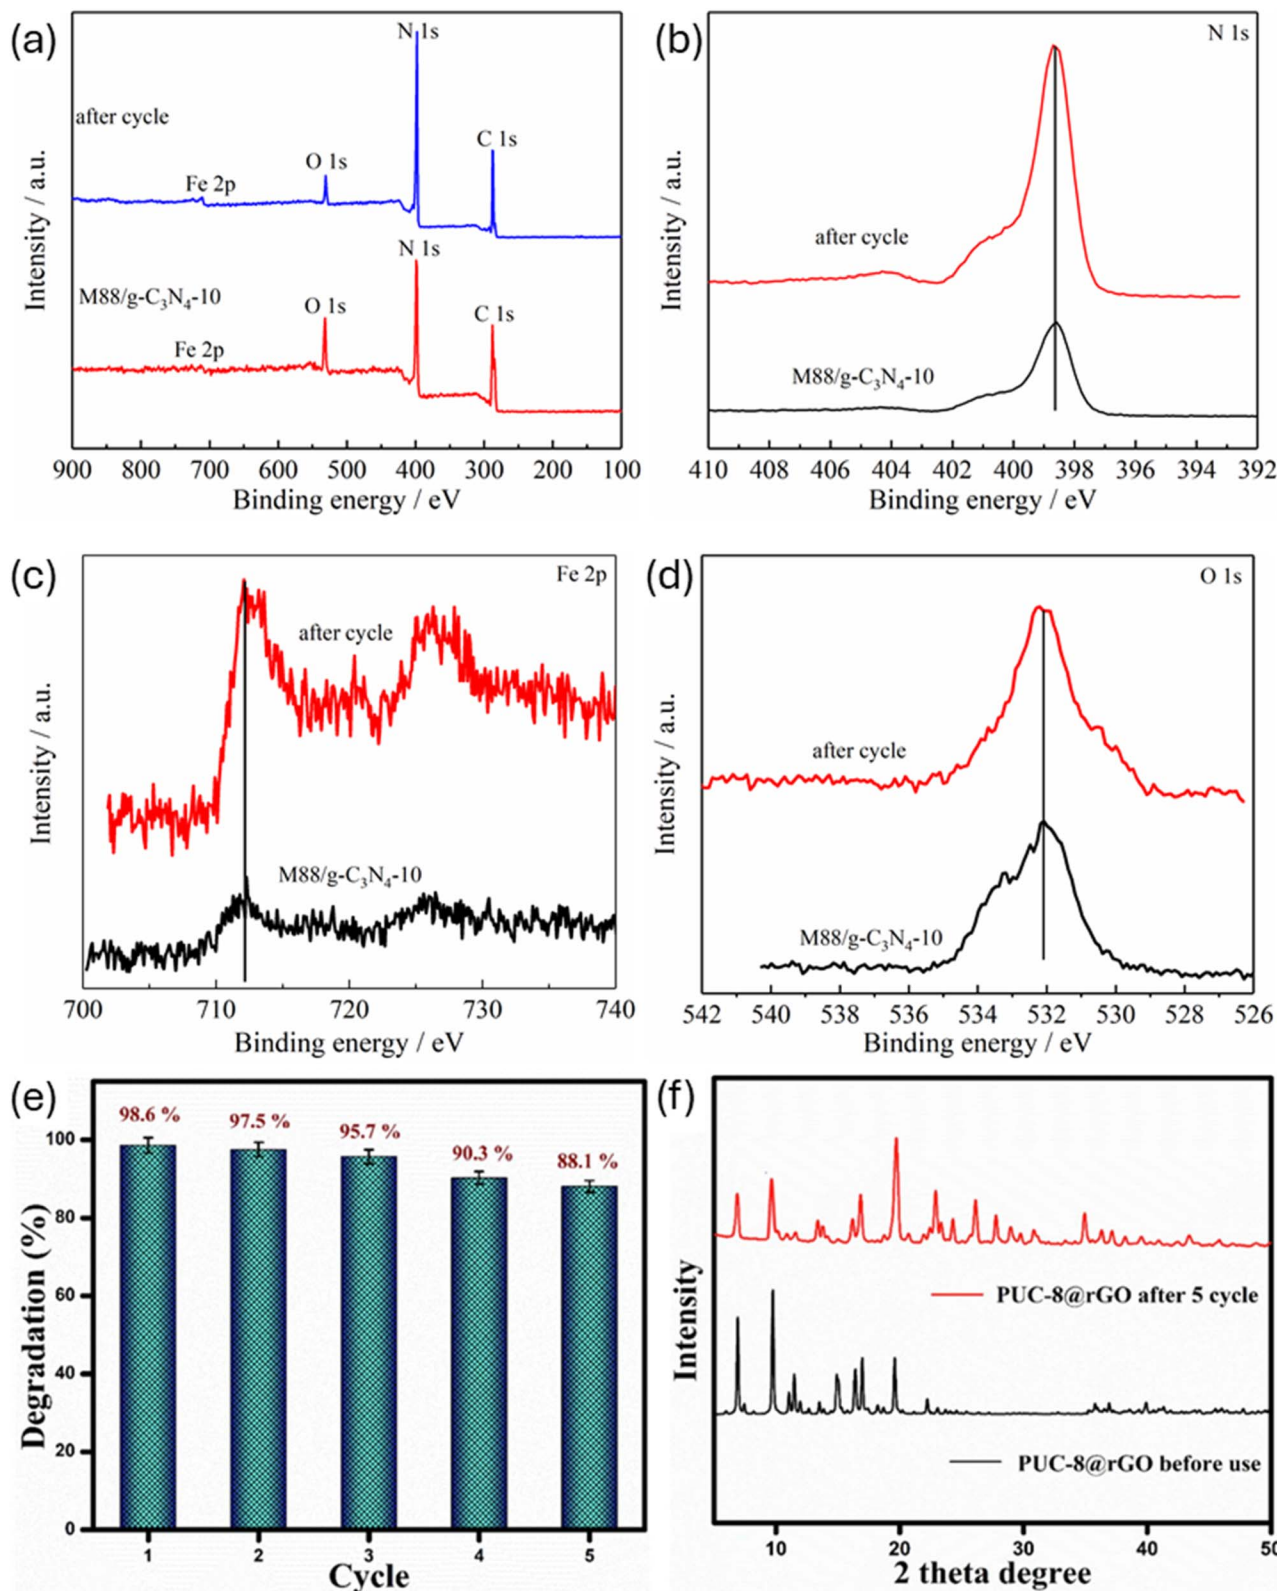 (a)
N 1s
after cycle
C 1s
O 1s
Fe 2p
N 1s
M88/g-C₃N₄-10
O 1s
C 1s
Fe 2p
Intensity / a.u.
900 800 700 600 500 400 300 200 100
Binding energy / eV
(b)
N 1s
after cycle
M88/g-C₃N₄-10
Intensity / a.u.
410 408 406 404 402 400 398 396 394 392
Binding energy / eV
(c)
Fe 2p
after cycle
M88/g-C₃N₄-10
Intensity / a.u.
700 710 720 730 740
Binding energy / eV
(d)
O 1s
after cycle
M88/g-C₃N₄-10
Intensity / a.u.
542 540 538 536 534 532 530 528 526
Binding energy / eV
(e)
98.6 % 97.5 % 95.7 % 90.3 % 88.1 %
100
80
60
40
20
0
Degradation (%)
1 2 3 4 5
Cycle
(f)
PUC-8@rGO after 5 cycle
PUC-8@rGO before use
Intensity
10 20 30 40 50
2 theta degree